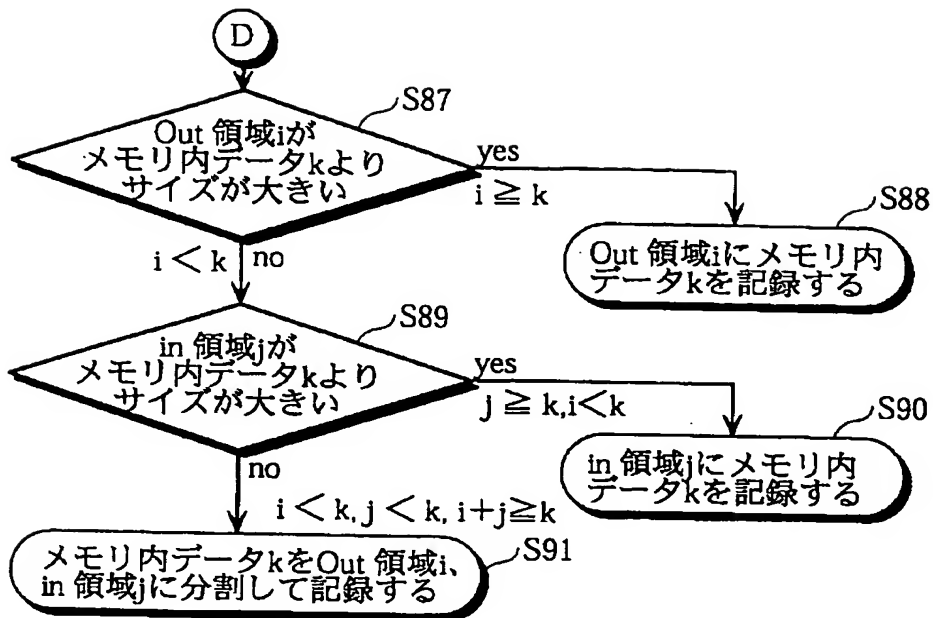 D
S87
Out 領域iが
メモリ内データkより
サイズが大きい
yes
i ≧ k
S88
Out 領域iにメモリ内
データkを記録する
i < k
no
S89
in 領域jが
メモリ内データkより
サイズが大きい
yes
j ≧ k,i<k
S90
in 領域jにメモリ内
データkを記録する
no
i < k, j < k, i+j≧k
S91
メモリ内データkをOut 領域i、
in 領域jに分割して記録する